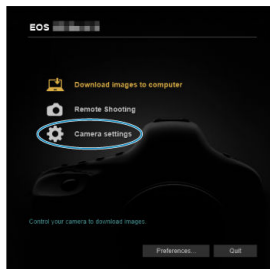 EOS
Download images to computer
Remote Shooting
Camera settings
Control your camera to download images.
Preferences...
Quit